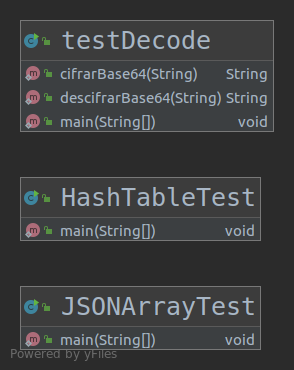 testDecode
cifrarBase64(String) String
descifrarBase64(String) String
main(String[]) void
HashTableTest
main(String[]) void
JSONArrayTest
main(String[]) void
Powered by yFiles